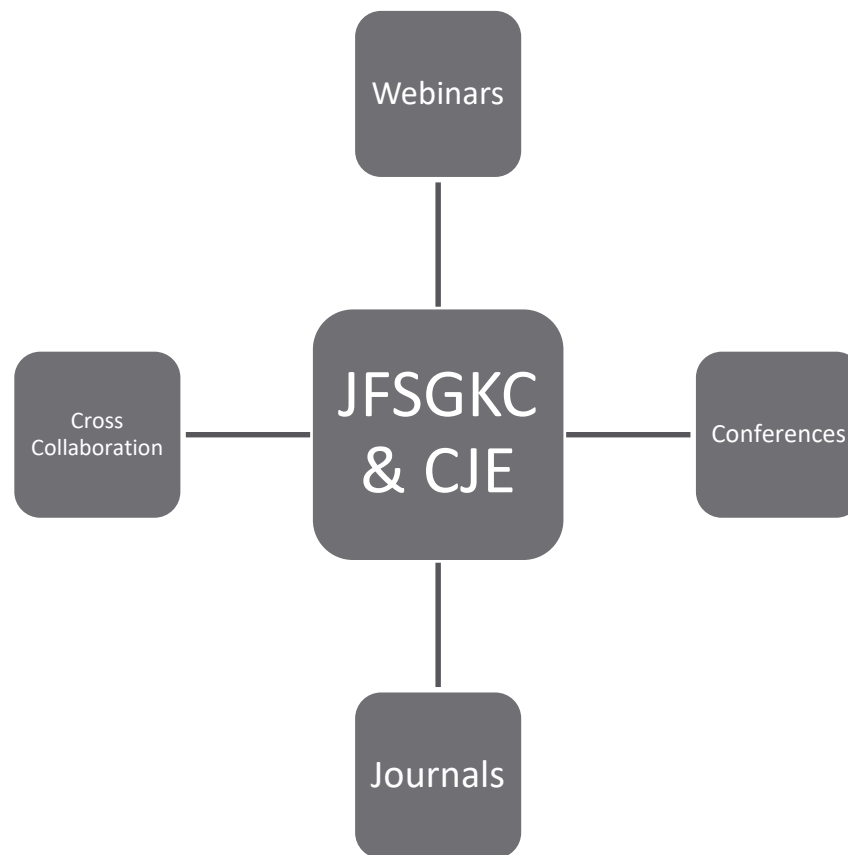 Webinars
Cross
Collaboration
JFSGKC
& CJE
Conferences
Journals